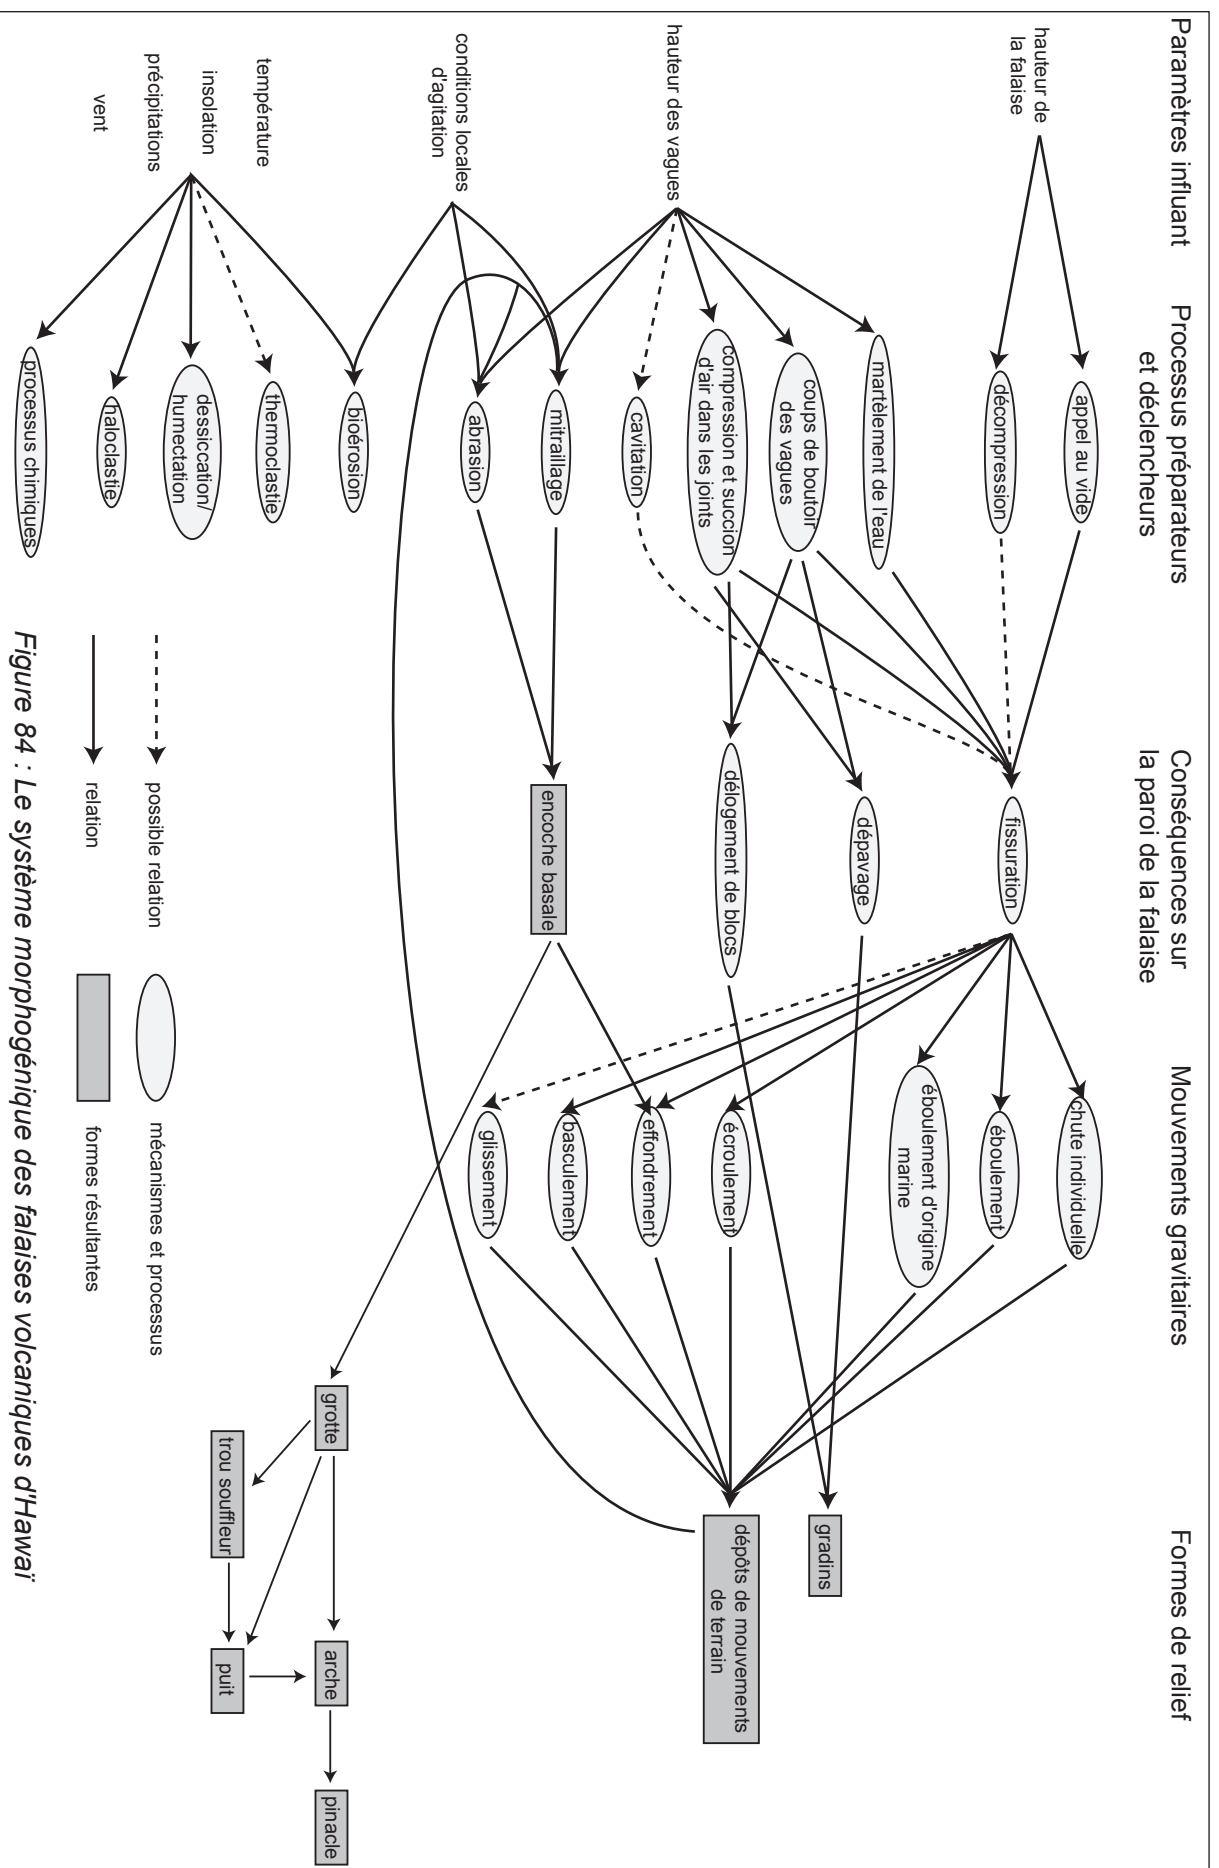 Paramètres influant
Processus préparateurs
et déclencheurs
Conséquences sur
la paroi de la falaise
Mouvements gravitaires
Formes de relief
hauteur de
la falaise
hauteur des vagues
conditions locales
d'agitation
température
insolation
précipitations
vent
appel au vide
décompression
martèlement de l'eau
coups de boutoir
des vagues
compression et succion
d'air dans les joints
cavitation
mitraillage
abrasion
bioérosion
thermoclastie
dessiccation/
humectation
haloclastie
processus chimiques
fissuration
dépavage
délogement de blocs
encoche basale
chute individuelle
éboulement
éboulement d'origine
marine
écroulement
effondrement
basculement
glissement
gradins
dépôts de mouvements
de terrain
grotte
arche
pinacle
trou souffleur
puit
possible relation
relation
mécanismes et processus
formes résultantes
Figure 84 : Le système morphogénique des falaises volcaniques d'Hawaï